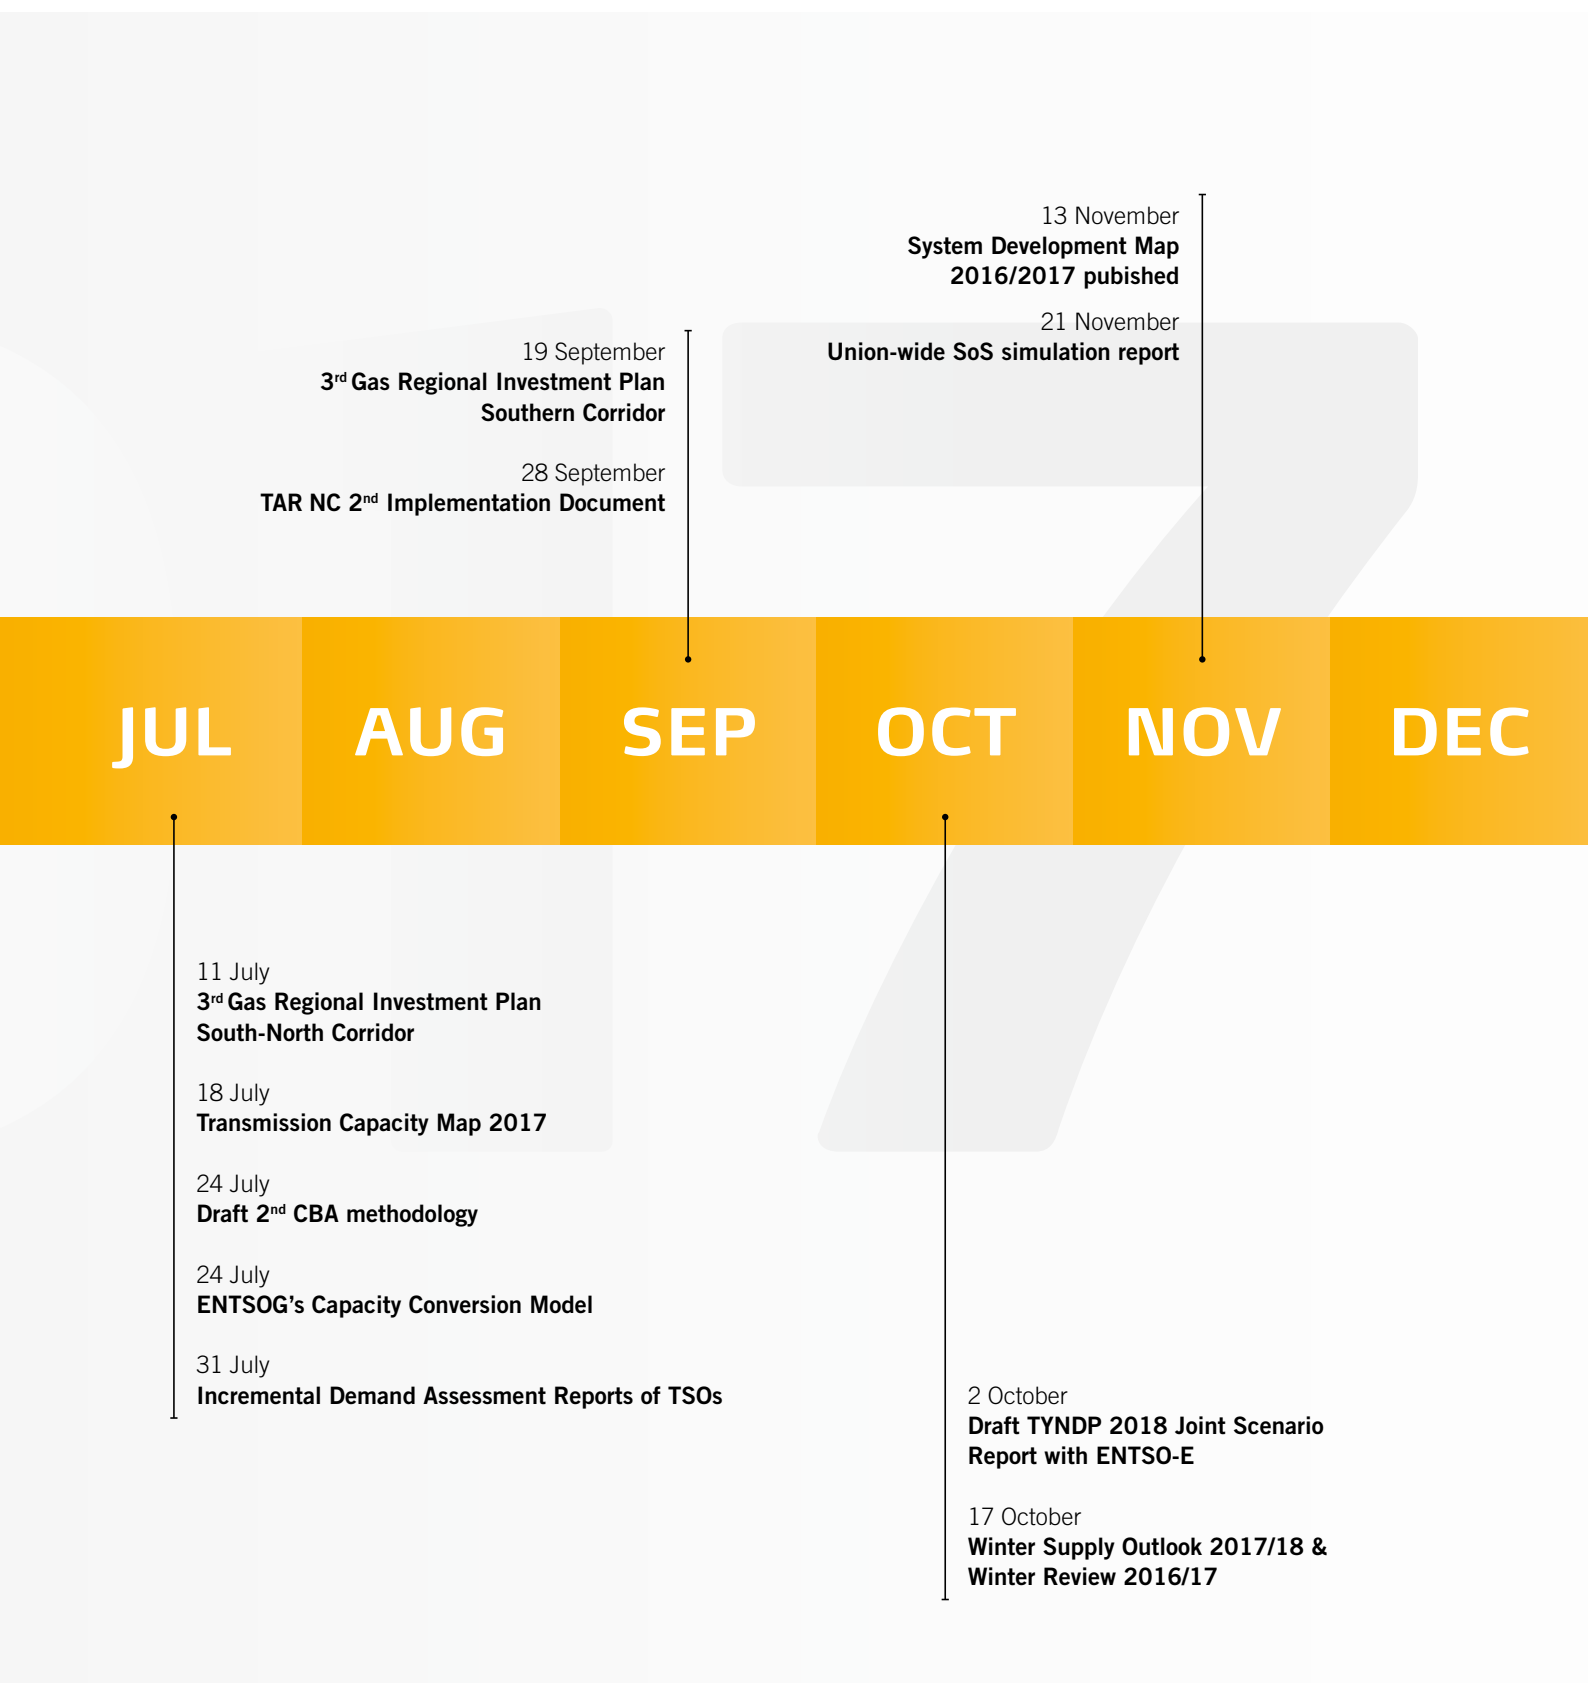 13 November
System Development Map
2016/2017 pubished
21 November
Union-wide SoS simulation report
19 September
3rd Gas Regional Investment Plan
Southern Corridor
28 September
TAR NC 2nd Implementation Document
17
JUL AUG SEP OCT NOV DEC
11 July
3rd Gas Regional Investment Plan
South-North Corridor
18 July
Transmission Capacity Map 2017
24 July
Draft 2nd CBA methodology
24 July
ENTSOG’s Capacity Conversion Model
31 July
Incremental Demand Assessment Reports of TSOs
2 October
Draft TYNDP 2018 Joint Scenario
Report with ENTSO-E
17 October
Winter Supply Outlook 2017/18 &
Winter Review 2016/17